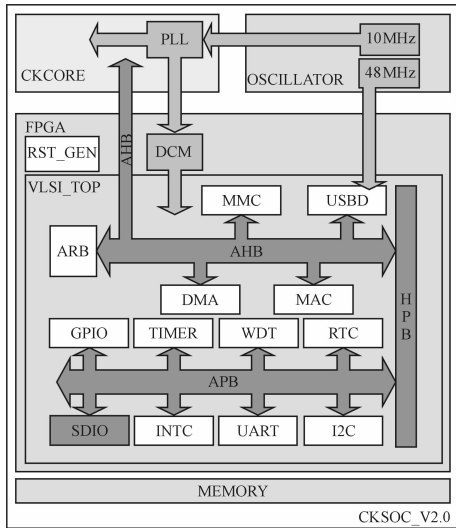 PLL
10MHz
CKCORE
OSCILLATOR
48MHz
FPGA
RST_GEN
AHB
DCM
VLSI_TOP
MMC
USBD
ARB
AHB
HPB
DMA
MAC
GPIO
TIMER
WDT
RTC
APB
SDIO
INTC
UART
I2C
MEMORY
CKSOC_V2.0